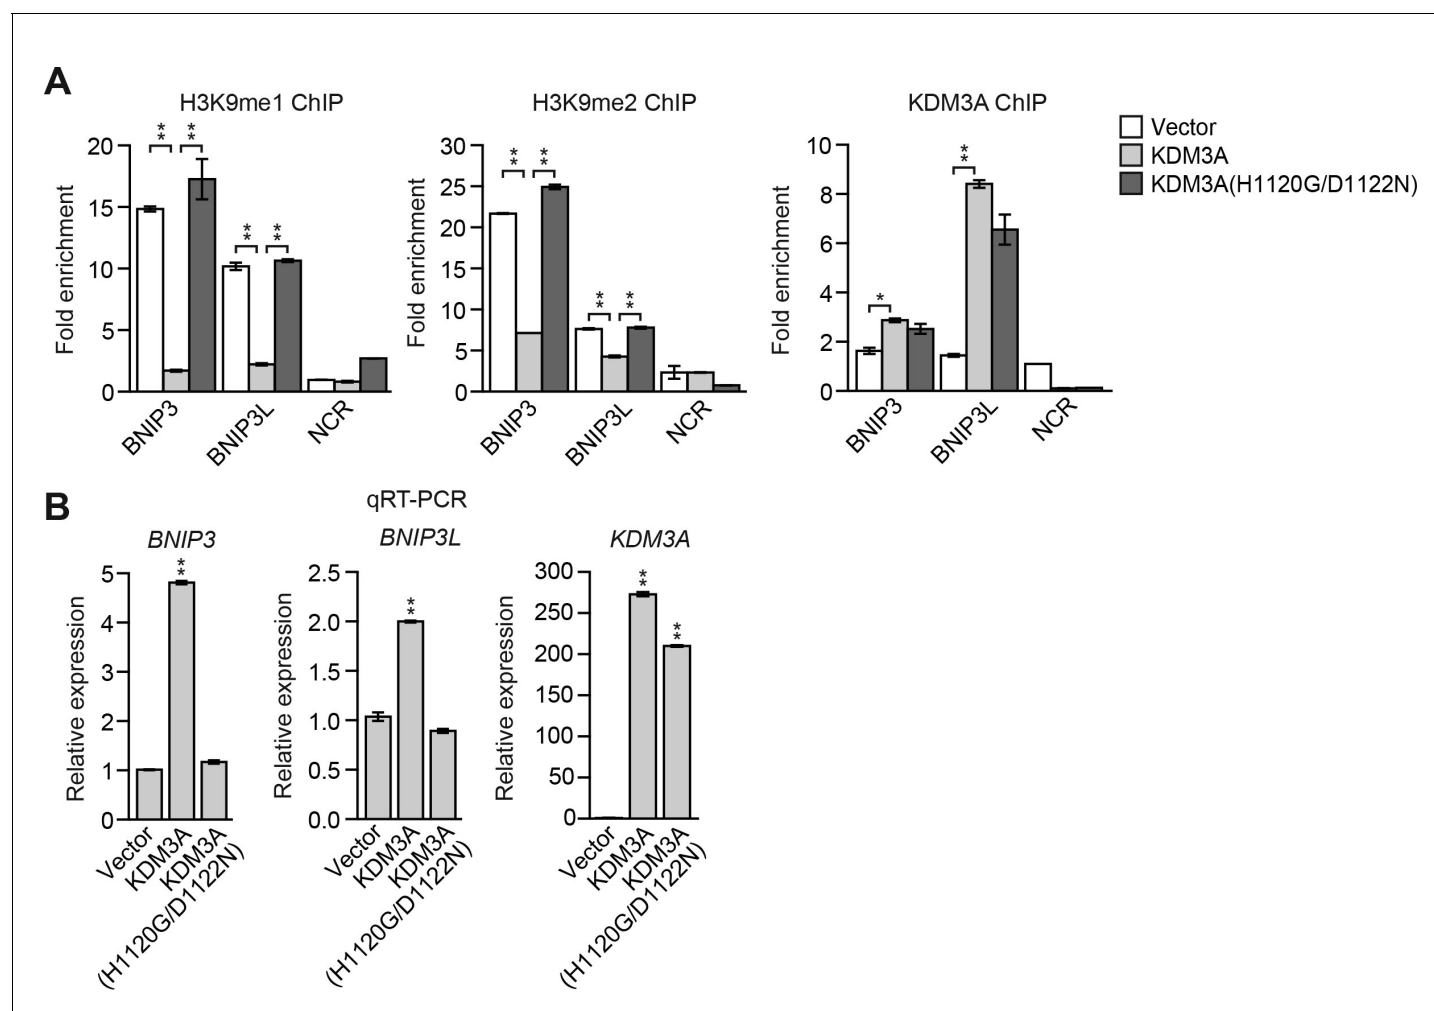 A
H3K9me1 ChIP
H3K9me2 ChIP
KDM3A ChIP
Vector
KDM3A
KDM3A(H1120G/D1122N)
Fold enrichment
20
15
10
5
0
** **
** **
BNIP3
BNIP3L
NCR
Fold enrichment
30
25
20
15
10
5
0
** **
** **
BNIP3
BNIP3L
NCR
Fold enrichment
10
8
6
4
2
0
*
**
BNIP3
BNIP3L
NCR
B
qRT-PCR
BNIP3
Relative expression
5
4
3
2
1
0
**
Vector
KDM3A
KDM3A
(H1120G/D1122N)
BNIP3L
Relative expression
2.5
2.0
1.5
1.0
0.5
0.0
**
Vector
KDM3A
KDM3A
(H1120G/D1122N)
KDM3A
Relative expression
300
250
200
150
100
50
0
**
**
Vector
KDM3A
KDM3A
(H1120G/D1122N)